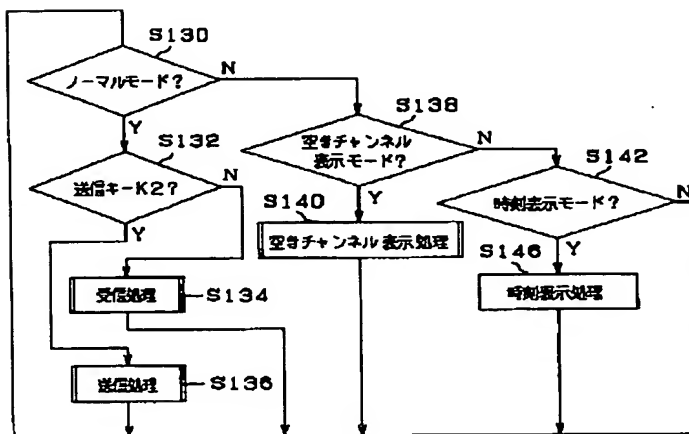 S130
ノーマルモード?
N
Y
S138
空きチャンネル
表示モード?
N
Y
S132
送信キーK2?
N
Y
S142
時刻表示モード?
N
Y
S140
空きチャンネル表示処理
S146
時刻表示処理
受信処理
S134
送信処理
S136